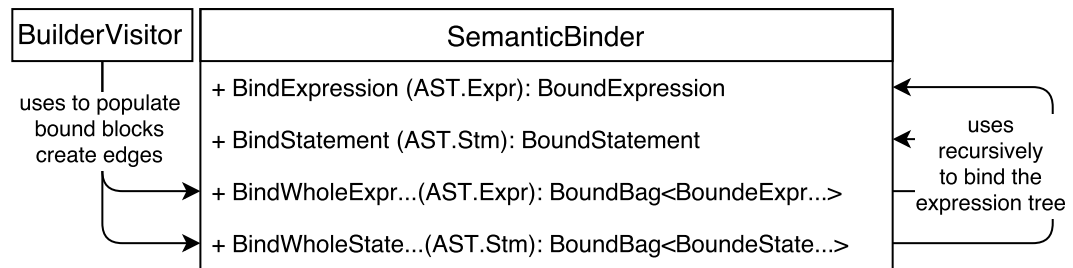 BuilderVisitor
SemanticBinder
uses to populate
bound blocks
create edges
+ BindExpression (AST.Expr): BoundExpression
+ BindStatement (AST.Stm): BoundStatement
+ BindWholeExpr...(AST.Expr): BoundBag<BoundeExpr...>
+ BindWholeState...(AST.Stm): BoundBag<BoundeState...>
uses
recursively
to bind the
expression tree